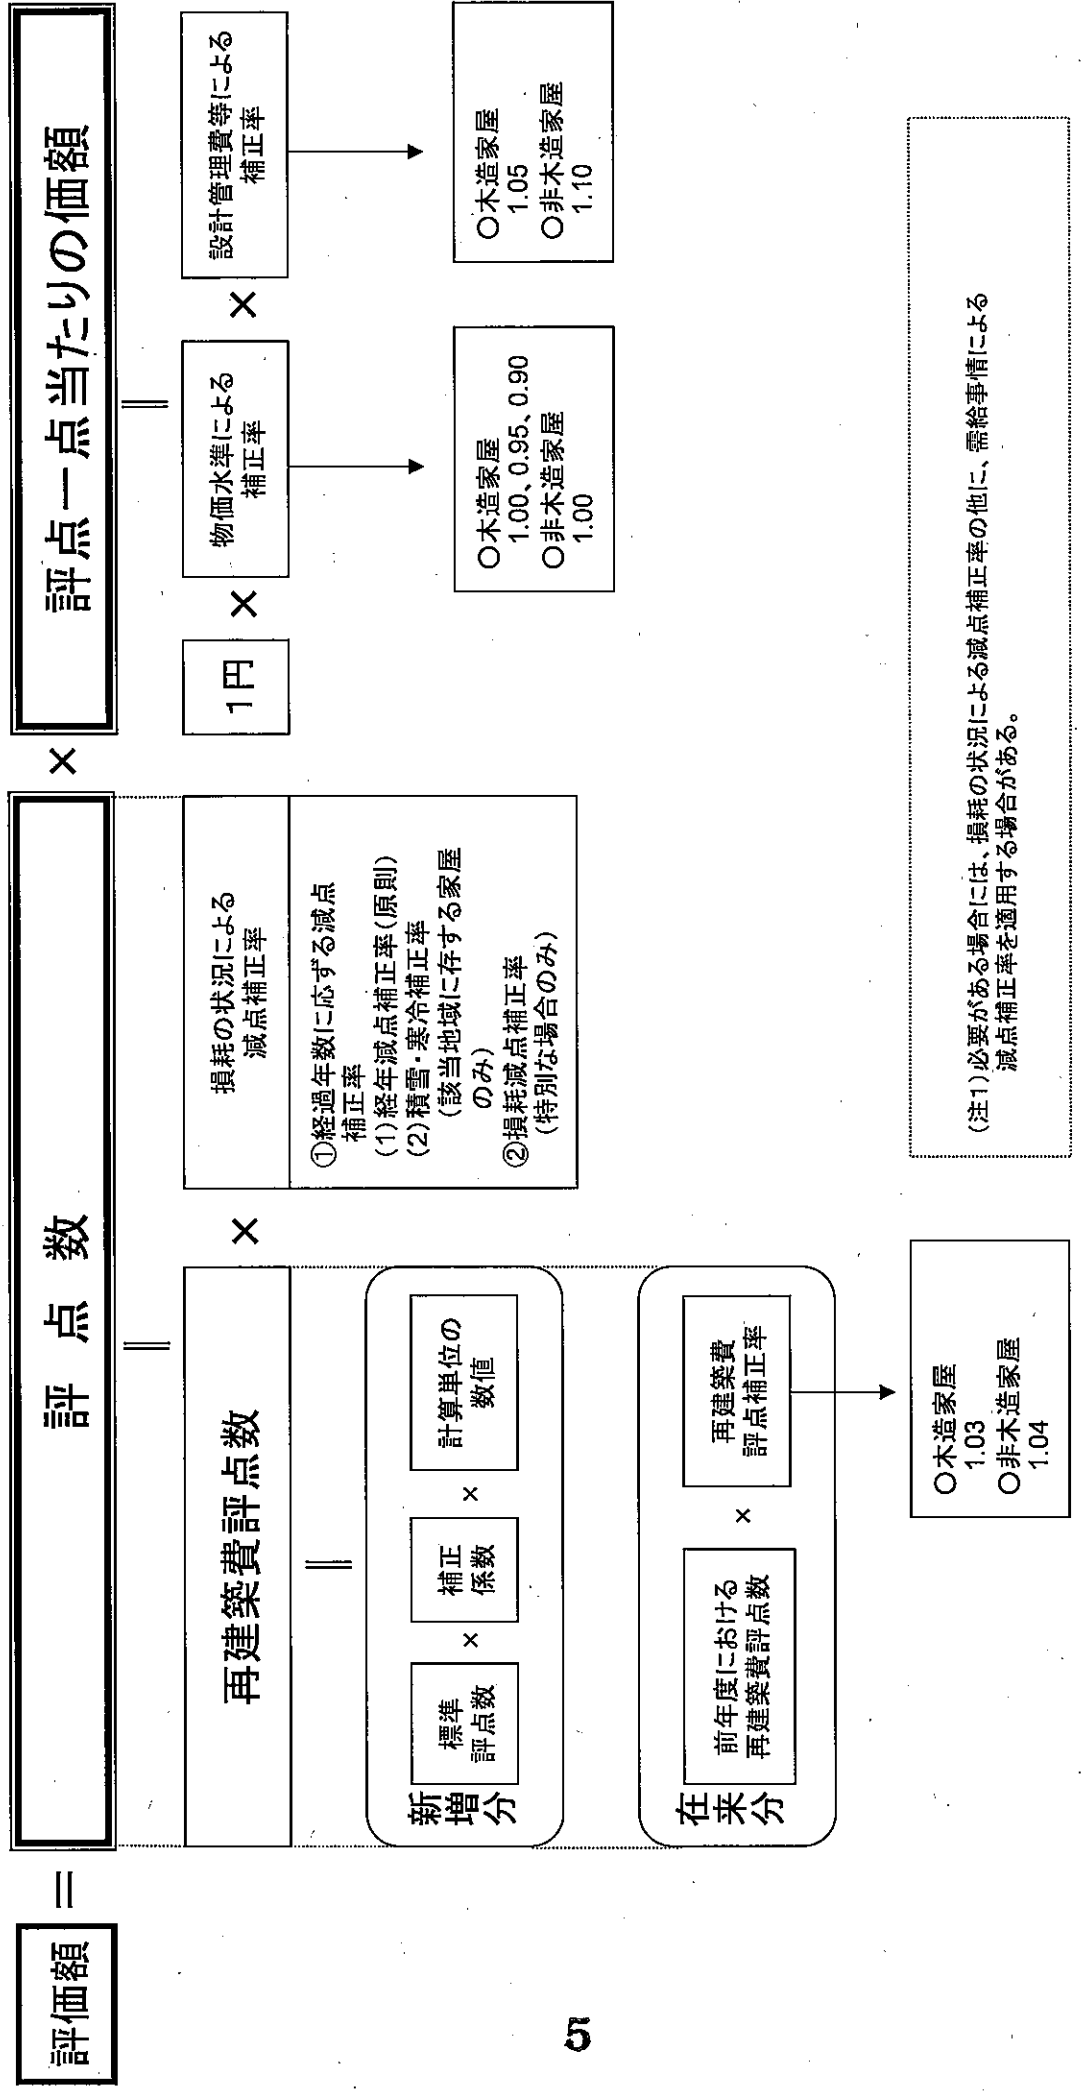 評価額
＝
評 点 数
×
評点一点当たりの価額
＝
再建築費評点数
×
損耗の状況による
減点補正率
①経過年数に応ずる減点
補正率
(1)経年減点補正率(原則)
(2)積雪・寒冷補正率
(該当地域に存する家屋
のみ)
②損耗減点補正率
(特別な場合のみ)
＝
1円
×
物価水準による
補正率
×
設計管理費等による
補正率
○木造家屋
1.00、0.95、0.90
○非木造家屋
1.00
○木造家屋
1.05
○非木造家屋
1.10
＝
新増分
標準
評点数
×
補正
係数
×
計算単位の
数値
在来分
前年度における
再建築費評点数
×
再建築費
評点補正率
○木造家屋
1.03
○非木造家屋
1.04
(注1)必要がある場合には、損耗の状況による減点補正率の他に、需給事情による
減点補正率を適用する場合がある。
5